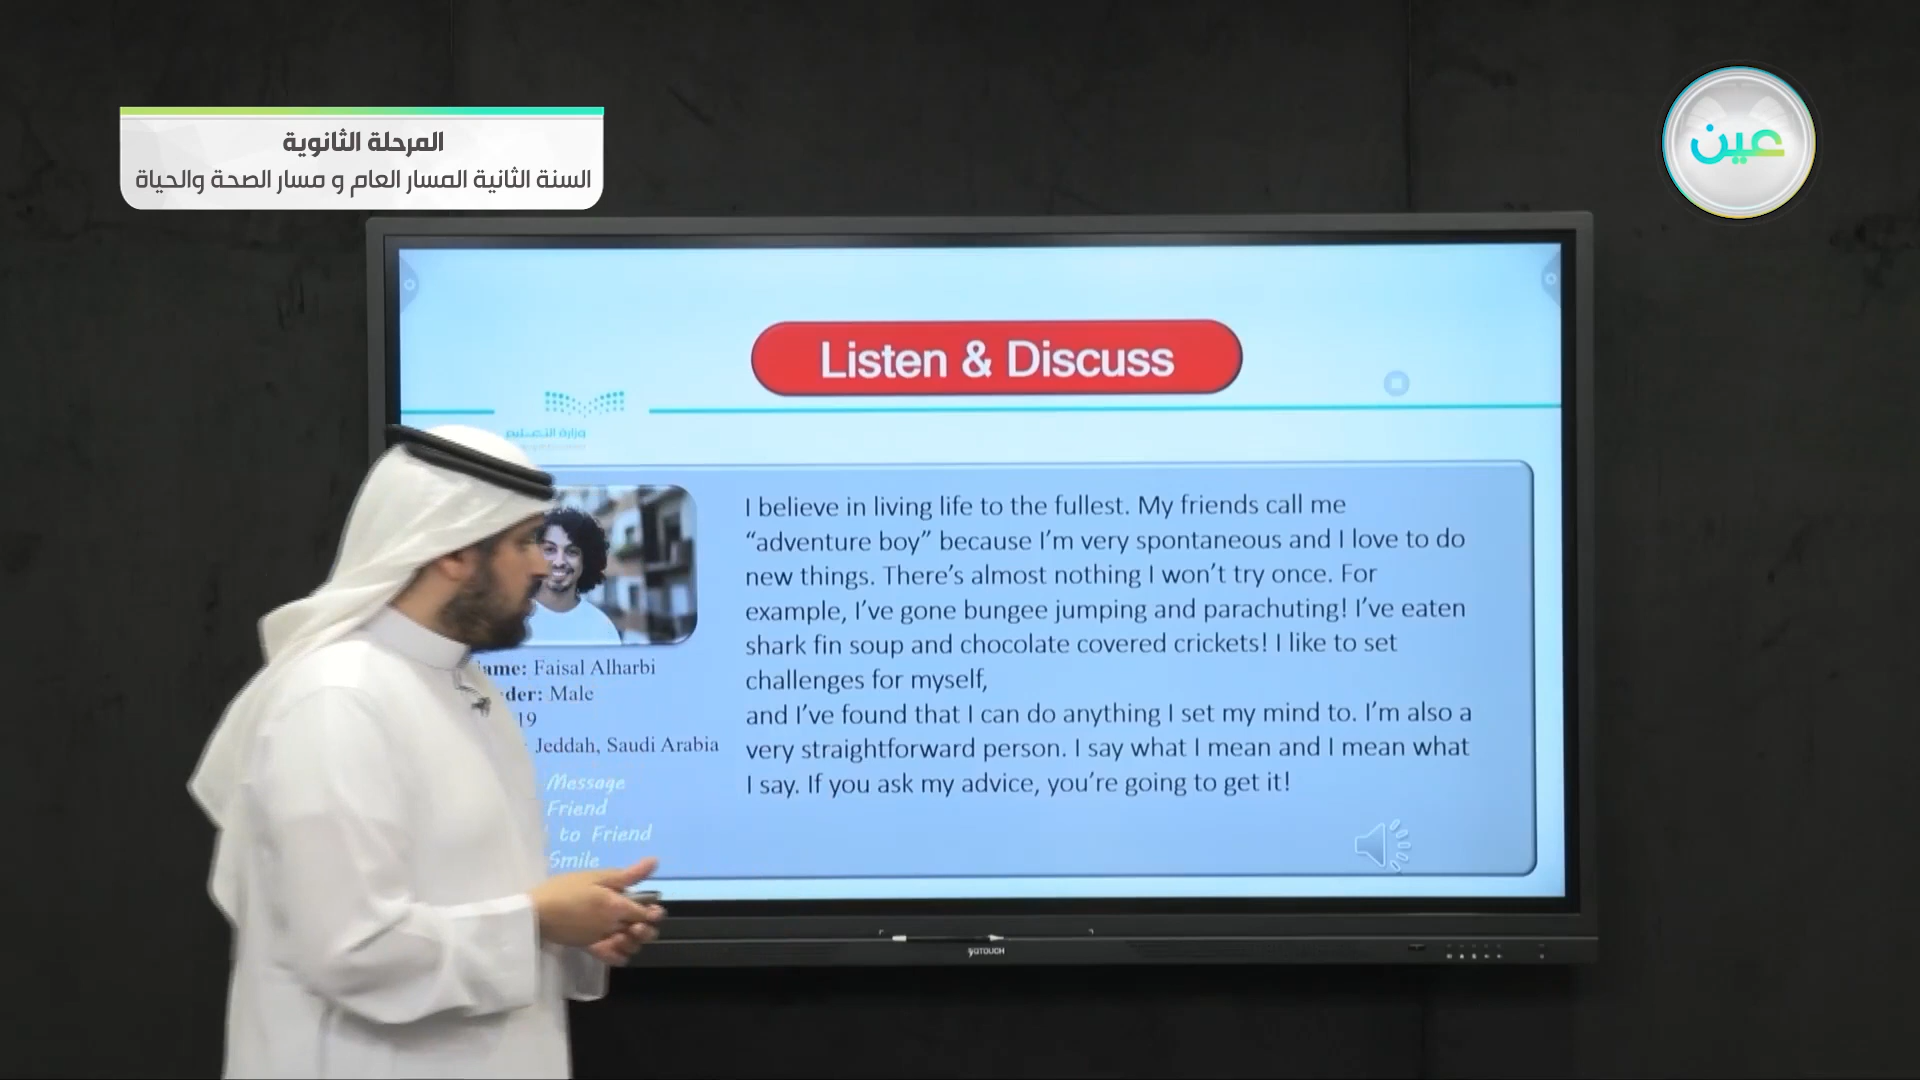 المرحلة الثانوية
السنة الثانية المسار العام و مسار الصحة والحياة
عين
Listen & Discuss
وزارة التعليم
I believe in living life to the fullest. My friends call me
“adventure boy” because I’m very spontaneous and I love to do
new things. There’s almost nothing I won’t try once. For
example, I’ve gone bungee jumping and parachuting! I’ve eaten
shark fin soup and chocolate covered crickets! I like to set
challenges for myself,
and I’ve found that I can do anything I set my mind to. I’m also a
very straightforward person. I say what I mean and I mean what
I say. If you ask my advice, you’re going to get it!
Faisal Alharbi
Male
19
Jeddah, Saudi Arabia
Message
Friend
to Friend
Smile